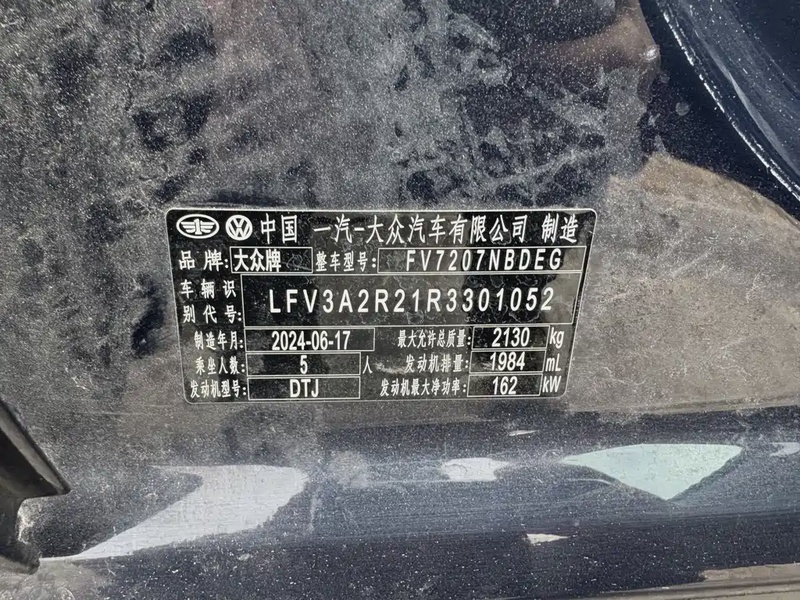 中国 一汽-大众汽车有限公司 制造
品牌: 大众牌 整车型号: FV7207NBDEG
车辆识
别代号: LFV3A2R21R3301052
制造年月: 2024-06-17 最大允许总质量: 2130 kg
乘坐人数: 5 人 发动机排量: 1984 mL
发动机型号: DTJ 发动机最大净功率: 162 kW